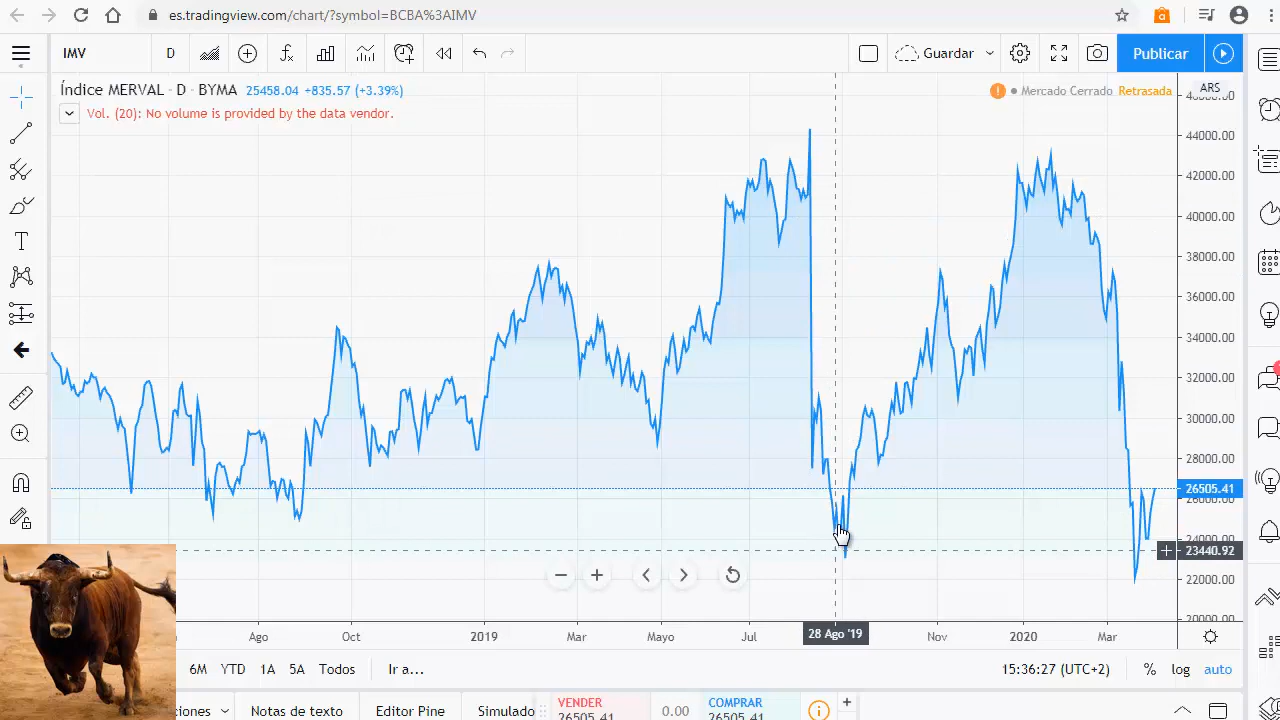 es.tradingview.com/chart/?symbol=BCBA%3AIMV
IMV D Guardar Publicar
Índice MERVAL · D · BYMA 25458.04 +835.57 (+3.39%)
Mercado Cerrado Retrasada ARS
Vol. (20): No volume is provided by the data vendor.
44000.00
42000.00
40000.00
38000.00
36000.00
34000.00
32000.00
30000.00
28000.00
26505.41
26000.00
24000.00
23440.92
22000.00
20000.00
Ago Oct 2019 Mar Mayo Jul 28 Ago '19 Nov 2020 Mar
6M YTD 1A 5A Todos Ir a... 15:36:27 (UTC+2) % log auto
Notas de texto Editor Pine Simulado VENDER 26505.41 0.00 COMPRAR 26505.41